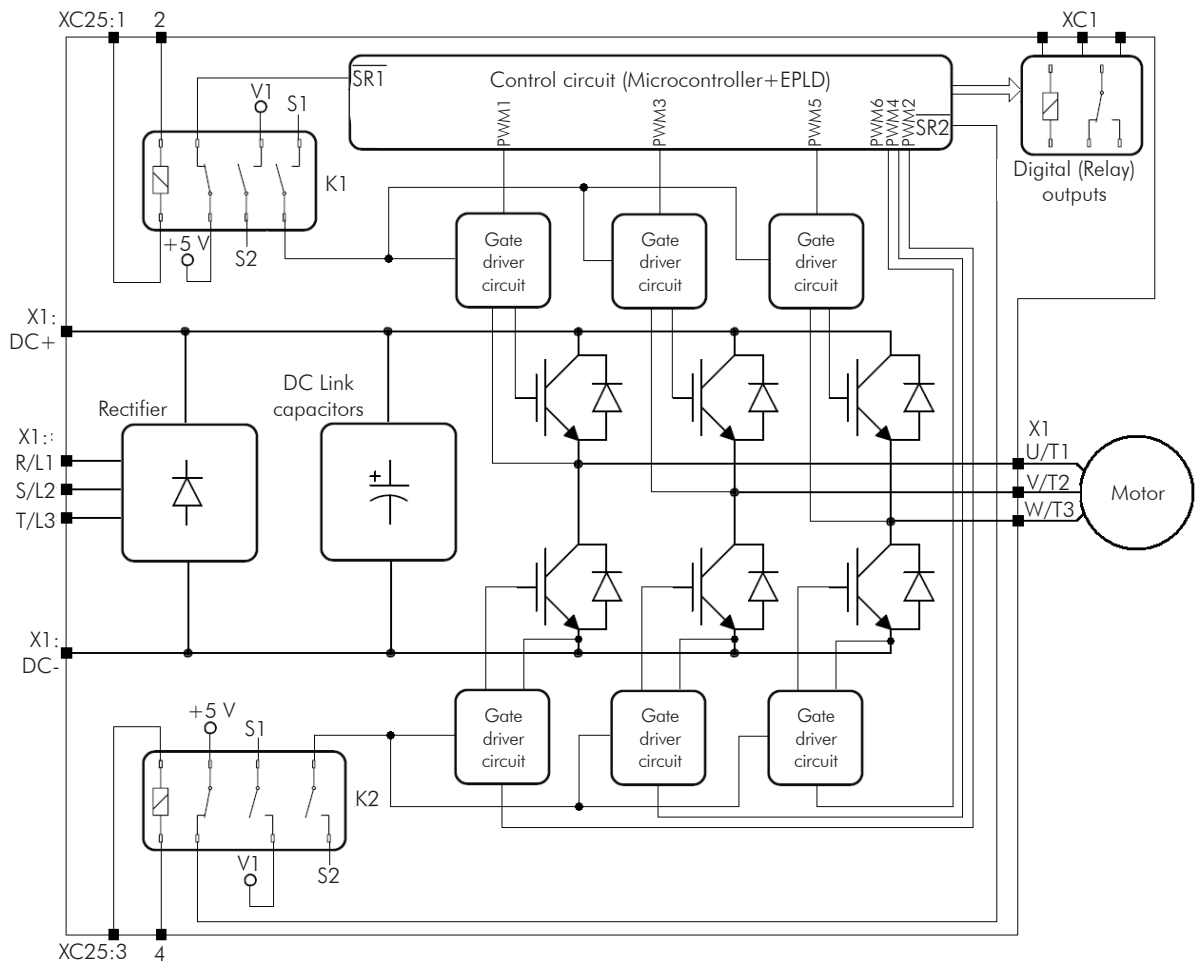 XC25:1
2
XC1
SR1
Control circuit (Microcontroller+EPLD)
PWM1
PWM3
PWM5
PWM6
PWM4
PWM2
SR2
V1
S1
K1
Digital (Relay)
outputs
+5 V
S2
Gate
driver
circuit
Gate
driver
circuit
Gate
driver
circuit
X1:
DC+
DC Link
capacitors
Rectifier
X1::
R/L1
S/L2
T/L3
X1
U/T1
V/T2
W/T3
Motor
X1:
DC-
+5 V
S1
Gate
driver
circuit
Gate
driver
circuit
Gate
driver
circuit
K2
V1
S2
XC25:3
4